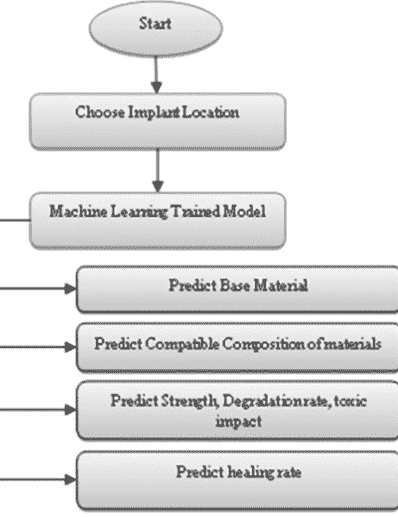 Start
Choose Implant Location
Machine Learning Trained Model
Predict Base Material
Predict Compatible Composition of materials
Predict Strength, Degradation rate, toxic
impact
Predict healing rate